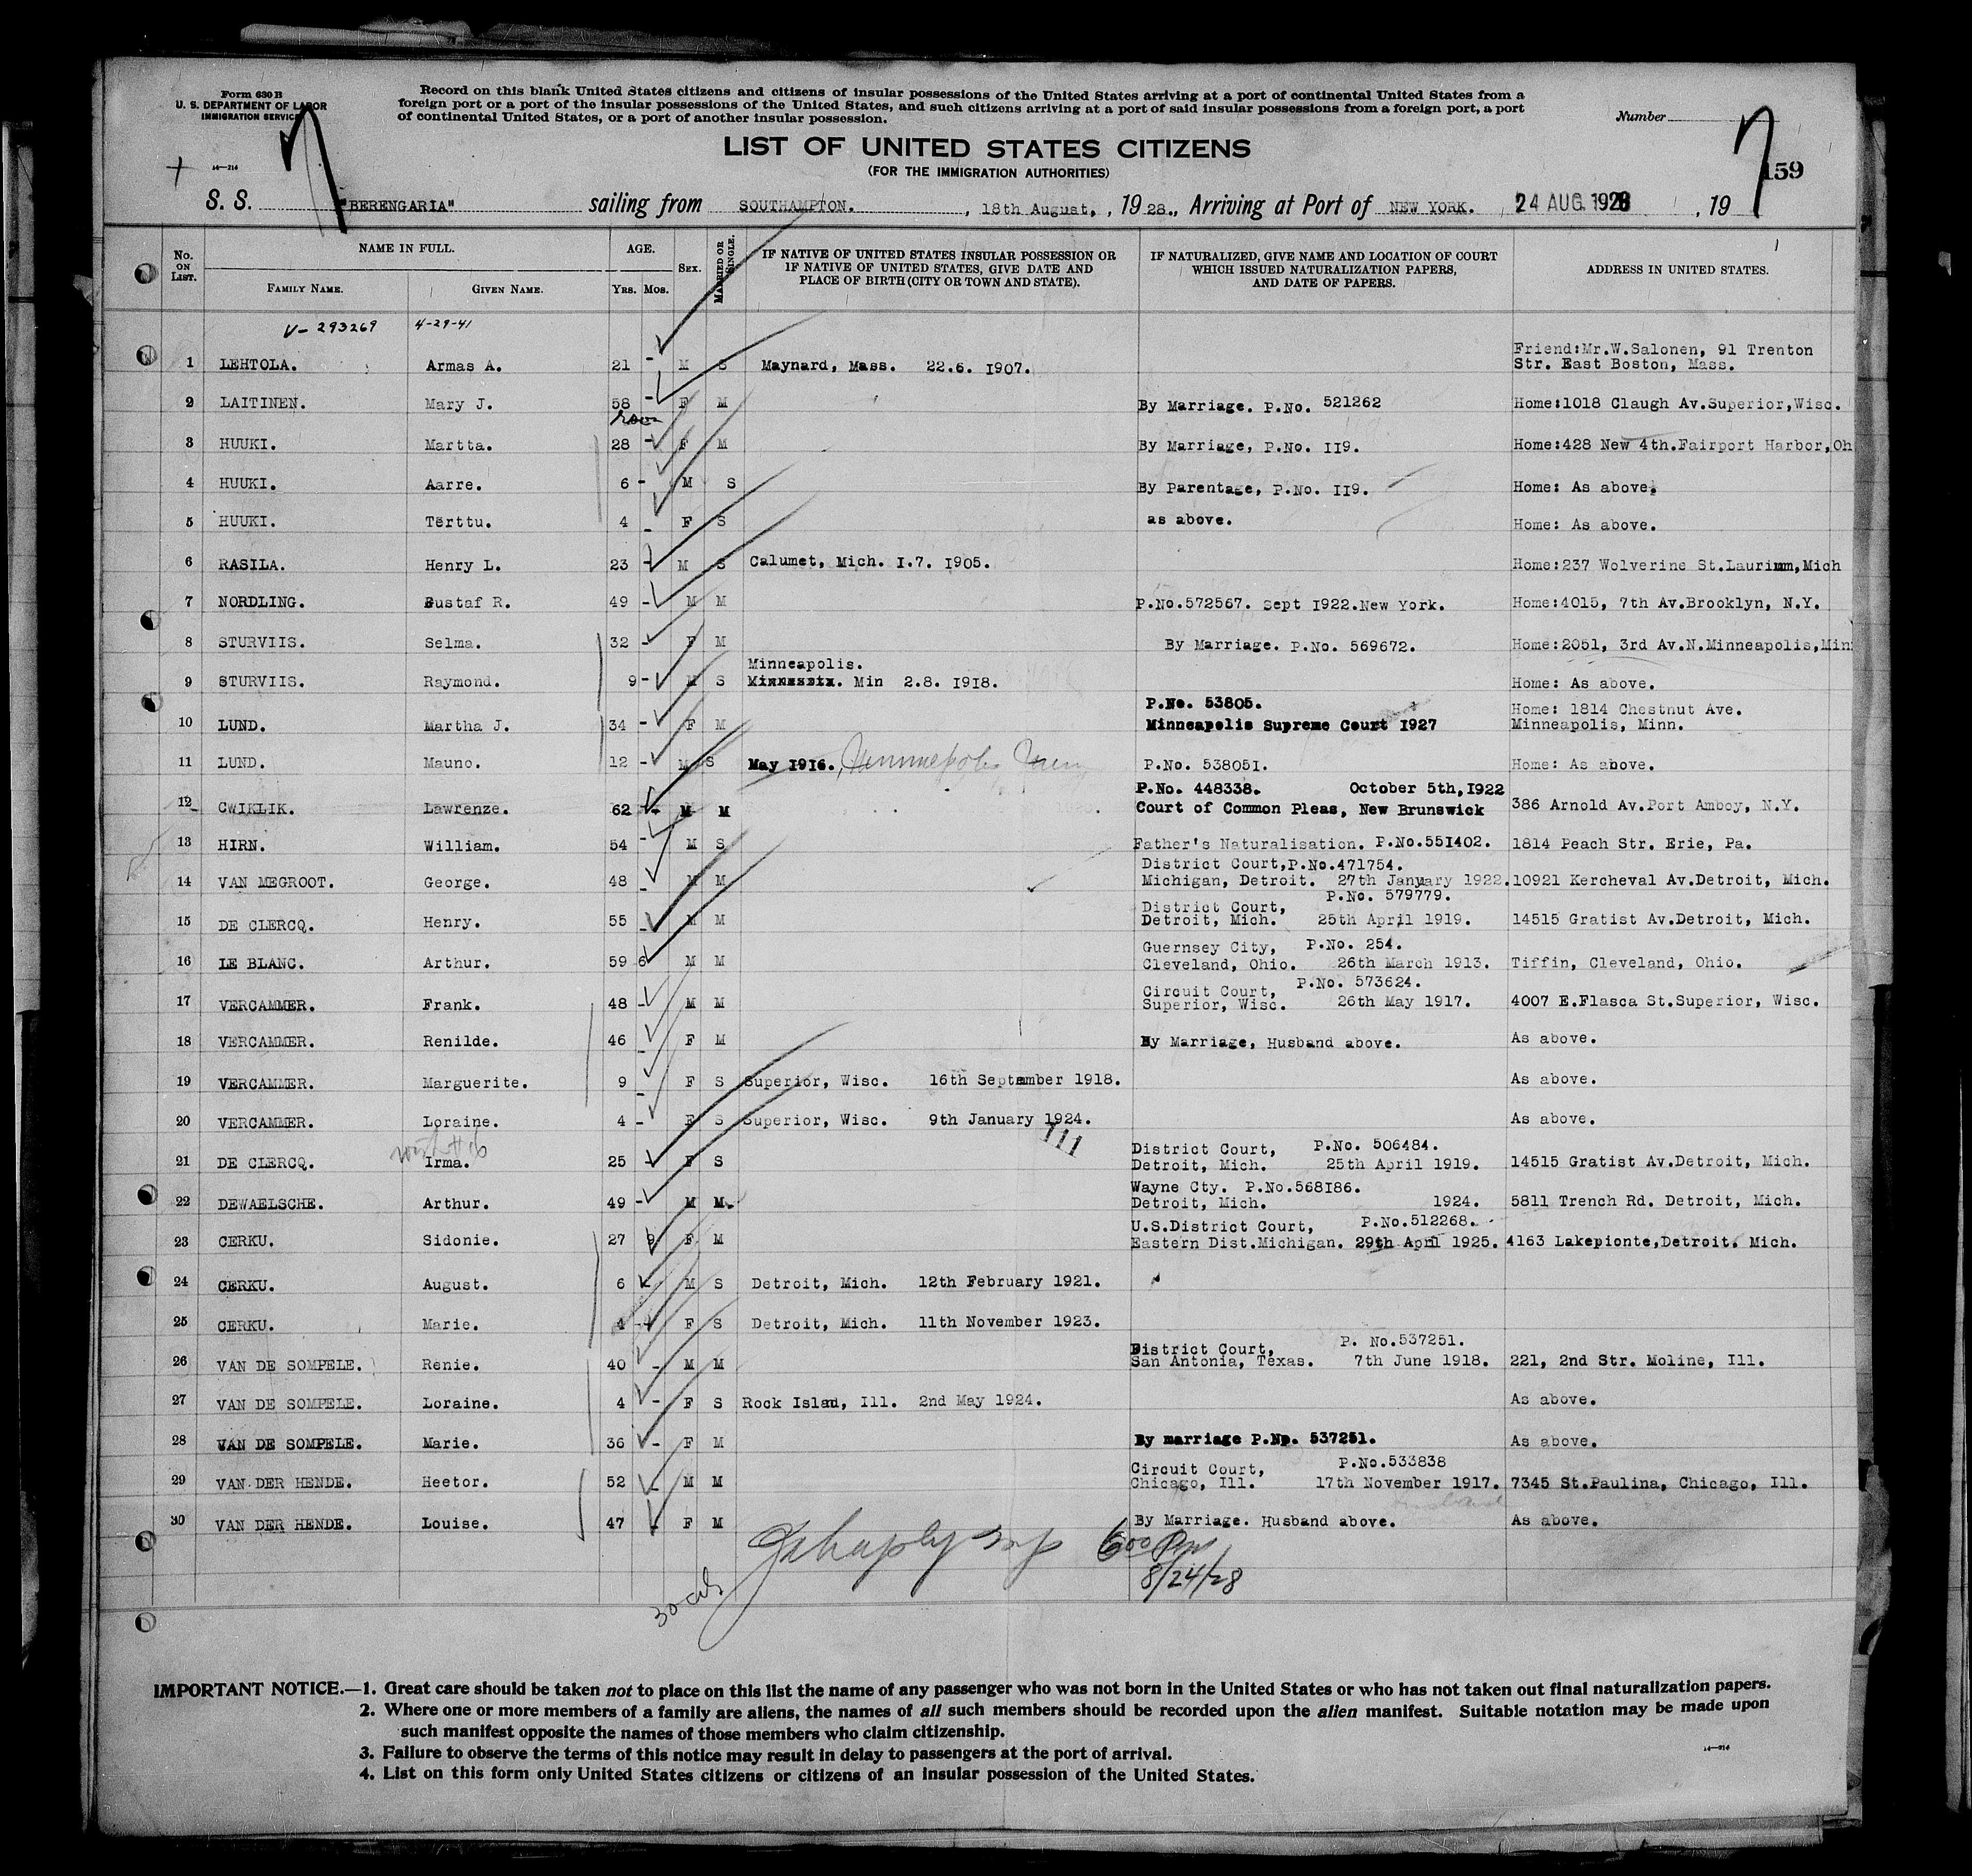 Form 630 B
U. S. DEPARTMENT OF LABOR
IMMIGRATION SERVICE
14—214
Record on this blank United States citizens and citizens of insular possessions of the United States arriving at a port of continental United States from a
foreign port or a port of the insular possessions of the United States, and such citizens arriving at a port of said insular possessions from a foreign port, a port
of continental United States, or a port of another insular possession.
Number
LIST OF UNITED STATES CITIZENS
(FOR THE IMMIGRATION AUTHORITIES)
159
S. S. "BERENGARIA" sailing from SOUTHAMPTON. , 18th August, , 1928., Arriving at Port of NEW YORK. 24 AUG 1928 , 19
No. ON LIST. NAME IN FULL. AGE. SEX. MARRIED OR SINGLE. IF NATIVE OF UNITED STATES INSULAR POSSESSION OR IF NATIVE OF UNITED STATES, GIVE DATE AND PLACE OF BIRTH (CITY OR TOWN AND STATE). IF NATURALIZED, GIVE NAME AND LOCATION OF COURT WHICH ISSUED NATURALIZATION PAPERS, AND DATE OF PAPERS. ADDRESS IN UNITED STATES.
FAMILY NAME. GIVEN NAME. YRS. MOS.
V- 293269 4-29-41
Friend:Mr.W.Salonen, 91 Trenton
1 LEHTOLA. Armas A. 21 - M S Maynard, Mass. 22.6. 1907. Str. East Boston, Mass.
2 LAITINEN. Mary J. 58 - F M By Marriage. P.No. 521262 Home:1018 Claugh Av.Superior,Wisc.
3 HUUKI. Martta. 28 - F M By Marriage, P.No. 119. Home:428 New 4th.Fairport Harbor,Oh
4 HUUKI. Aarre. 6 - M S By Parentage, P.No. 119. Home: As above.
5 HUUKI. Terttu. 4 - F S as above. Home: As above.
6 RASILA. Henry L. 23 - M S Calumet, Mich. 1.7. 1905. Home:237 Wolverine St.Laurium,Mich
7 NORDLING. Gustaf R. 49 - M M P.No.572567. Sept 1922.New York. Home:4015, 7th Av.Brooklyn, N.Y.
8 STURVIIS. Selma. 32 - F M By Marriage. P.No. 569672. Home:2051, 3rd Av.N.Minneapolis,Min
Minneapolis.
9 STURVIIS. Raymond. 9 - M S Min 2.8. 1918. Home: As above.
P.No. 53805. Home: 1814 Chestnut Ave.
10 LUND. Martha J. 34 - F M Minneapolis Supreme Court 1927 Minneapolis, Minn.
11 LUND. Mauno. 12 - M S May 1916., Minneapolis Minn P.No. 538051. Home: As above.
P.No. 448338. October 5th,1922
12 CWIKLIK. Lawrenze. 62 - M M Court of Common Pleas, New Brunswick 386 Arnold Av.Port Amboy, N.Y.
13 HIRN. William. 54 - M S Father's Naturalisation. P.No.551402. 1814 Peach Str. Erie, Pa.
District Court,P.No.471754.
14 VAN MEGROOT. George. 48 - M M Michigan, Detroit. 27th January 1922. 10921 Kercheval Av.Detroit, Mich.
District Court, P.No. 579779.
15 DE CLERCQ. Henry. 55 - M M Detroit, Mich. 25th April 1919. 14515 Gratist Av.Detroit, Mich.
Guernsey City, P.No. 254.
16 LE BLANC. Arthur. 59 6 M M Cleveland, Ohio. 26th March 1913. Tiffin, Cleveland, Ohio.
Circuit Court, P.No. 573624.
17 VERCAMMER. Frank. 48 - M M Superior, Wisc. 26th May 1917. 4007 E.Flasca St.Superior, Wisc.
18 VERCAMMER. Renilde. 46 - F M By Marriage, Husband above. As above.
19 VERCAMMER. Marguerite. 9 - F S Superior, Wisc. 16th September 1918. As above.
20 VERCAMMER. Loraine. 4 - F S Superior, Wisc. 9th January 1924. As above.
District Court, P.No. 506484.
21 DE CLERCQ. Irma. 25 - F S Detroit, Mich. 25th April 1919. 14515 Gratist Av.Detroit, Mich.
Wayne Cty. P.No.568186.
22 DEWAELSCHE. Arthur. 49 - M M. Detroit, Mich. 1924. 5811 Trench Rd. Detroit, Mich.
U.S.District Court, P.No.512268.
23 CERKU. Sidonie. 27 F M Eastern Dist.Michigan. 29th April 1925. 4163 Lakepionte,Detroit. Mich.
24 CERKU. August. 6 - M S Detroit, Mich. 12th February 1921.
25 CERKU. Marie. 4 F S Detroit, Mich. 11th November 1923.
District Court, P. No.537251.
26 VAN DE SOMPELE. Renie. 40 - M M San Antonia, Texas. 7th June 1918. 221, 2nd Str. Moline, Ill.
27 VAN DE SOMPELE. Loraine. 4 - F S Rock Islan, Ill. 2nd May 1924. As above.
28 VAN DE SOMPELE. Marie. 36 - F M By marriage P.No. 537251. As above.
Circuit Court, P.No.533838
29 VAN DER HENDE. Heetor. 52 - M M Chicago, Ill. 17th November 1917. 7345 St.Paulina, Chicago, Ill.
30 VAN DER HENDE. Louise. 47 - F M By Marriage. Husband above. As above.
6 00 Pm
8/24/28
IMPORTANT NOTICE.—1. Great care should be taken not to place on this list the name of any passenger who was not born in the United States or who has not taken out final naturalization papers.
2. Where one or more members of a family are aliens, the names of all such members should be recorded upon the alien manifest. Suitable notation may be made upon
such manifest opposite the names of those members who claim citizenship.
3. Failure to observe the terms of this notice may result in delay to passengers at the port of arrival.
4. List on this form only United States citizens or citizens of an insular possession of the United States.
14—214